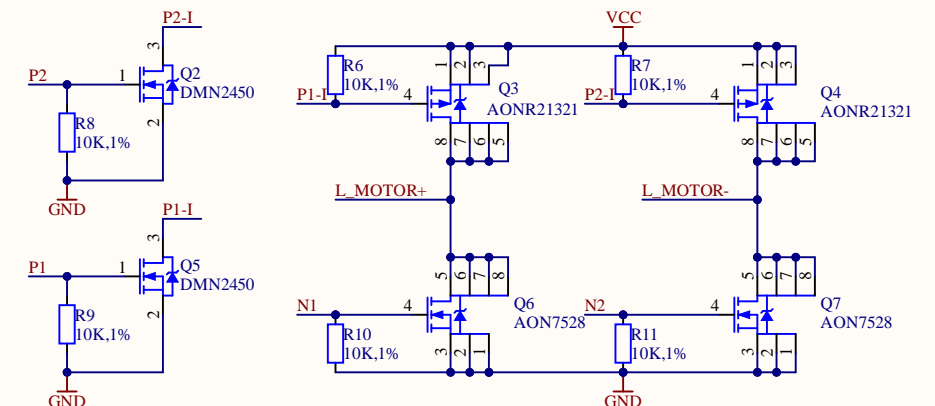 P2-I
3
P2
1
Q2
DMN2450
2
R8
10K,1%
GND
P1-I
3
P1
1
Q5
DMN2450
2
R9
10K,1%
GND
VCC
R6
10K,1%
P1-I
4
1
2
3
Q3
AONR21321
8
7
6
5
R7
10K,1%
P2-I
4
1
2
3
Q4
AONR21321
8
7
6
5
L_MOTOR+
L_MOTOR-
5
6
7
8
N1
4
Q6
AON7528
R10
10K,1%
3
2
1
5
6
7
8
N2
4
Q7
AON7528
R11
10K,1%
3
2
1
GND